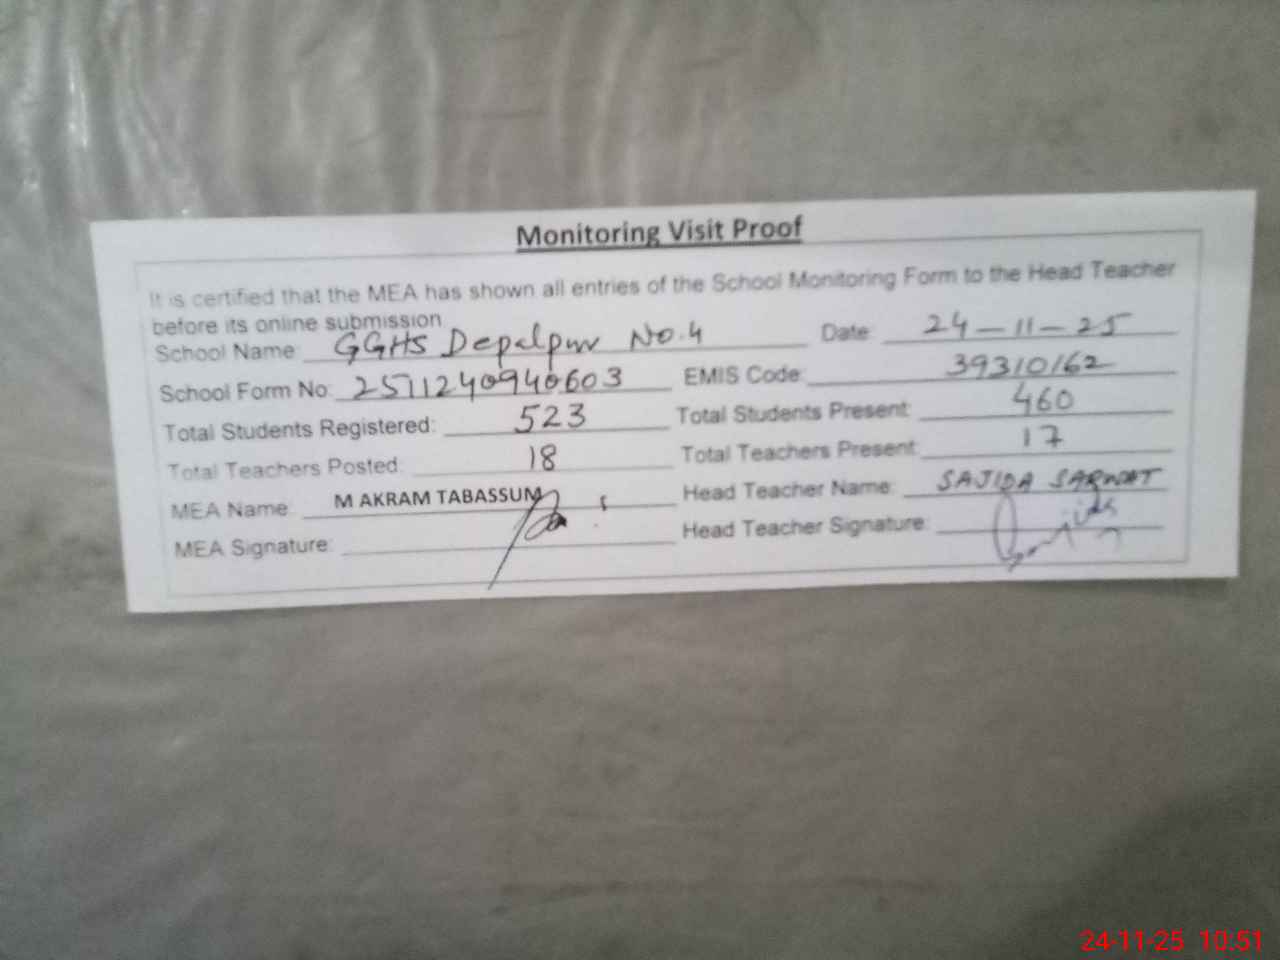 Monitoring Visit Proof
It is certified that the MEA has shown all entries of the School Monitoring Form to the Head Teacher
before its online submission
School Name: GGHS Depalpur No.4 Date: 24-11-25
School Form No: 2511240940603 EMIS Code: 39310162
Total Students Registered: 523 Total Students Present: 460
Total Teachers Posted: 18 Total Teachers Present: 17
MEA Name: M AKRAM TABASSUM Head Teacher Name: SAJIDA SARWAT
MEA Signature: Head Teacher Signature:
24-11-25 10:51